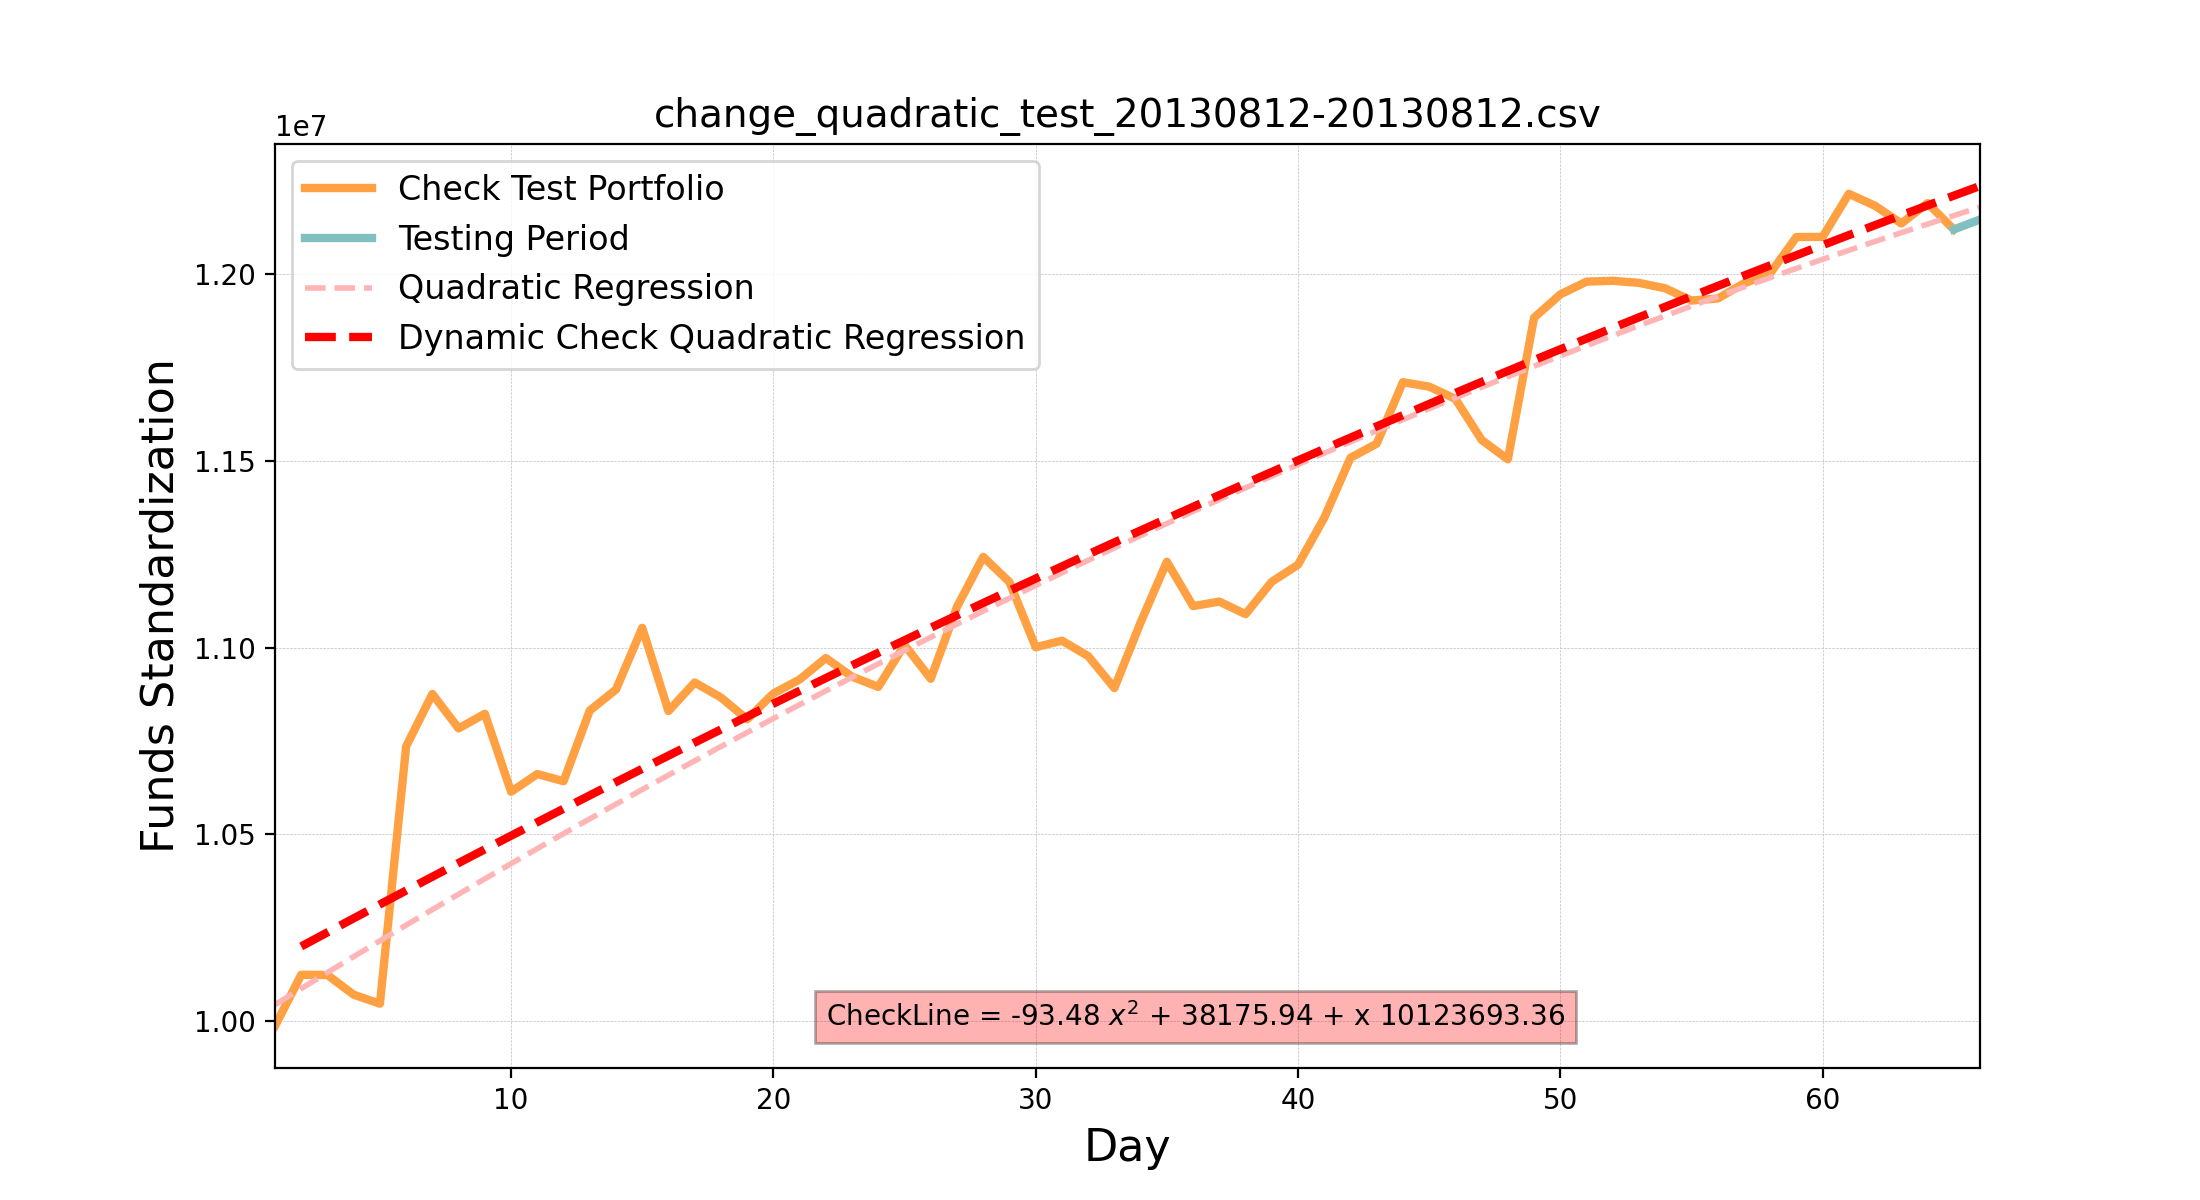 change_quadratic_test_20130812-20130812.csv
1e7
Check Test Portfolio
Testing Period
Quadratic Regression
Dynamic Check Quadratic Regression
Funds Standardization
1.20
1.15
1.10
1.05
1.00
CheckLine = -93.48 x² + 38175.94 + x 10123693.36
10 20 30 40 50 60
Day